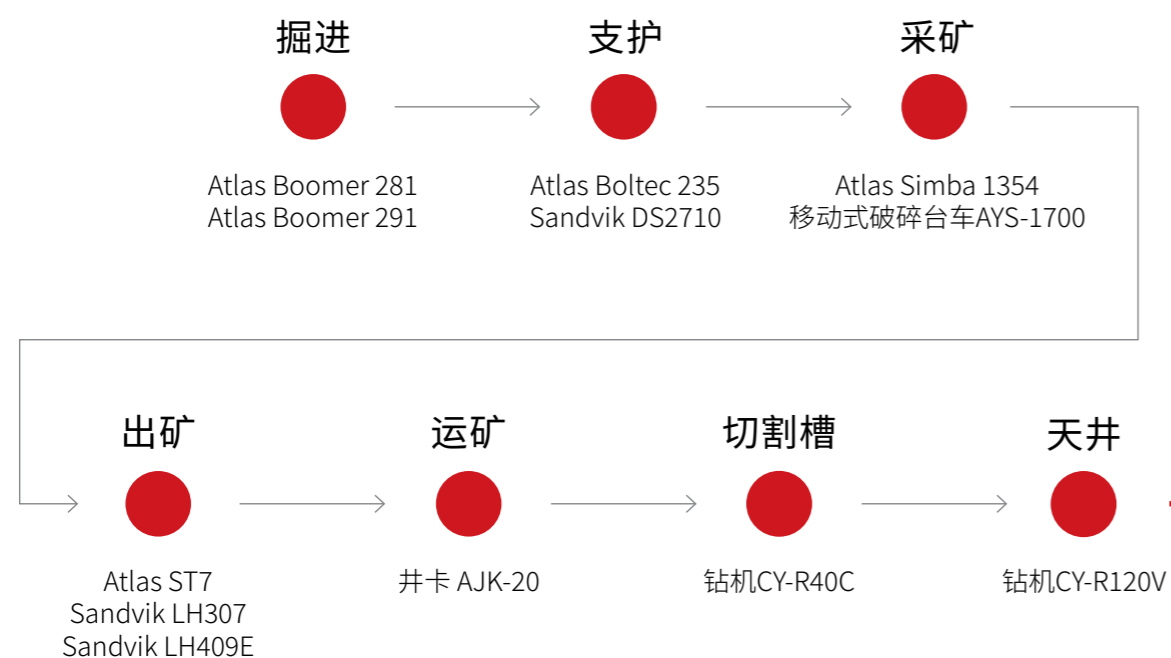 掘进
支护
采矿
Atlas Boomer 281
Atlas Boomer 291
Atlas Boltec 235
Sandvik DS2710
Atlas Simba 1354
移动式破碎台车AYS-1700
出矿
运矿
切割槽
天井
Atlas ST7
Sandvik LH307
Sandvik LH409E
井卡 AJK-20
钻机CY-R40C
钻机CY-R120V